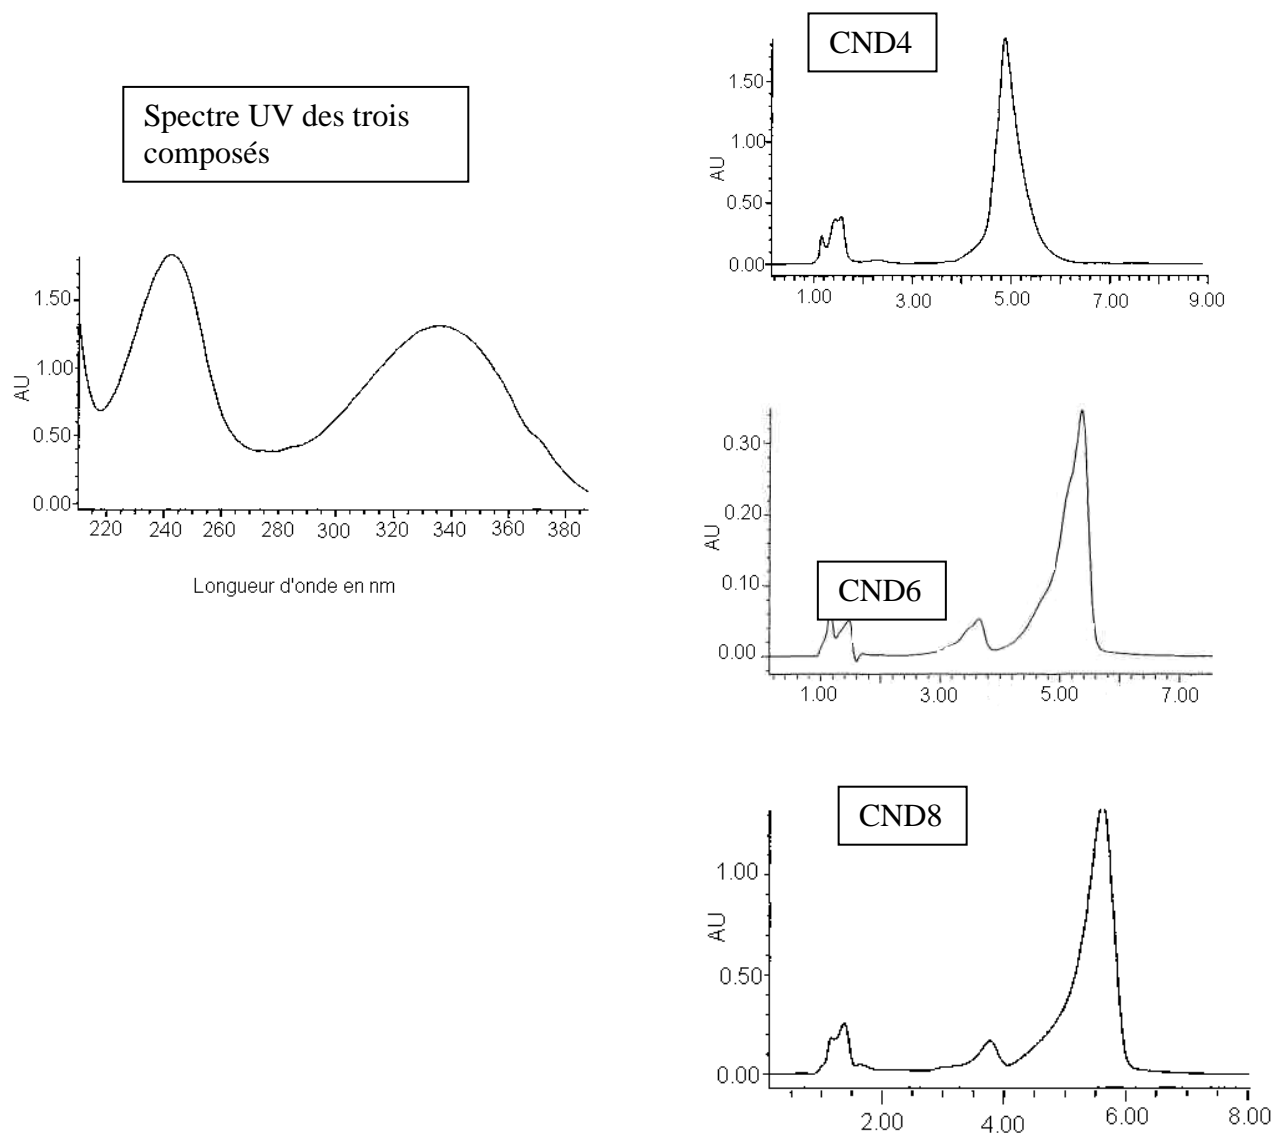 Spectre UV des trois
composés
AU
1.50
1.00
0.50
0.00
220 240 260 280 300 320 340 360 380
Longueur d'onde en nm
CND4
AU
1.50
1.00
0.50
0.00
1.00 3.00 5.00 7.00 9.00
CND6
AU
0.30
0.20
0.10
0.00
1.00 3.00 5.00 7.00
CND8
AU
1.00
0.50
0.00
2.00 4.00 6.00 8.00